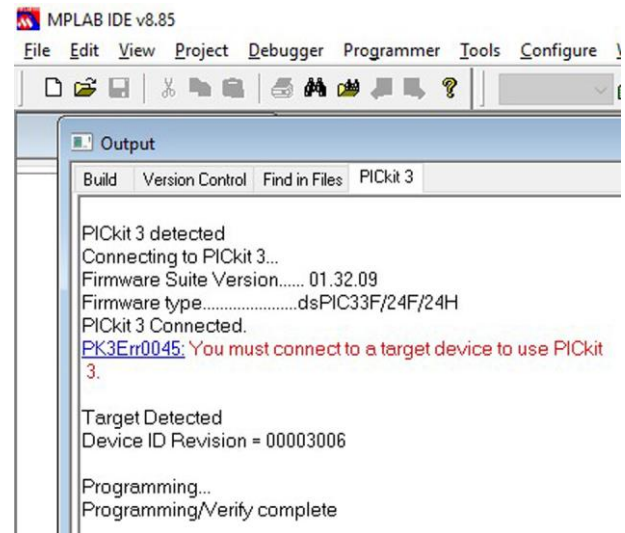 MPLAB IDE v8.85
File Edit View Project Debugger Programmer Tools Configure
Output
Build Version Control Find in Files PICkit 3
PICkit 3 detected
Connecting to PICkit 3...
Firmware Suite Version...... 01.32.09
Firmware type......................dsPIC33F/24F/24H
PICkit 3 Connected.
PK3Err0045: You must connect to a target device to use PICkit
3.
Target Detected
Device ID Revision = 00003006
Programming...
Programming/Verify complete